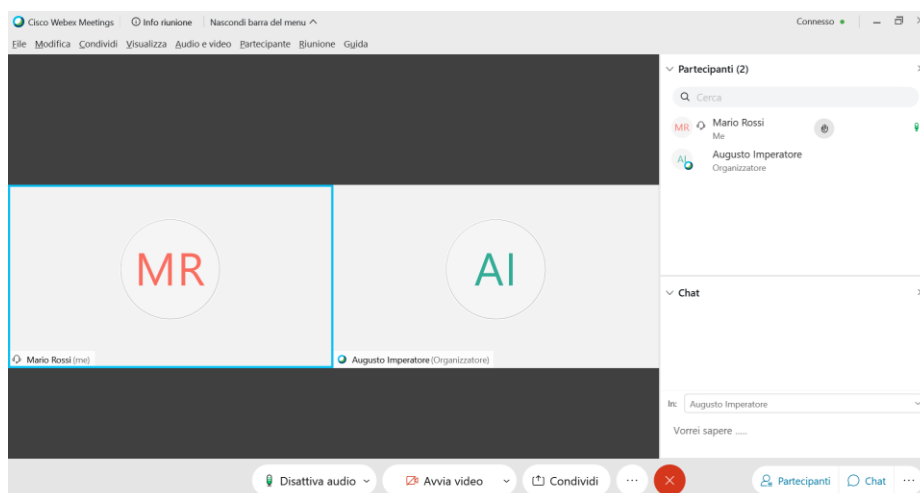 Cisco Webex Meetings Info riunione Nascondi barra del menu Connesso
File Modifica Condividi Visualizza Audio e video Partecipante Riunione Guida
Partecipanti (2)
Cerca
MR Mario Rossi
Me
AI Augusto Imperatore
Organizzatore
MR
AI
Mario Rossi (me)
Augusto Imperatore (Organizzatore)
Chat
In: Augusto Imperatore
Vorrei sapere .....
Disattiva audio Avvia video Condividi Partecipanti Chat